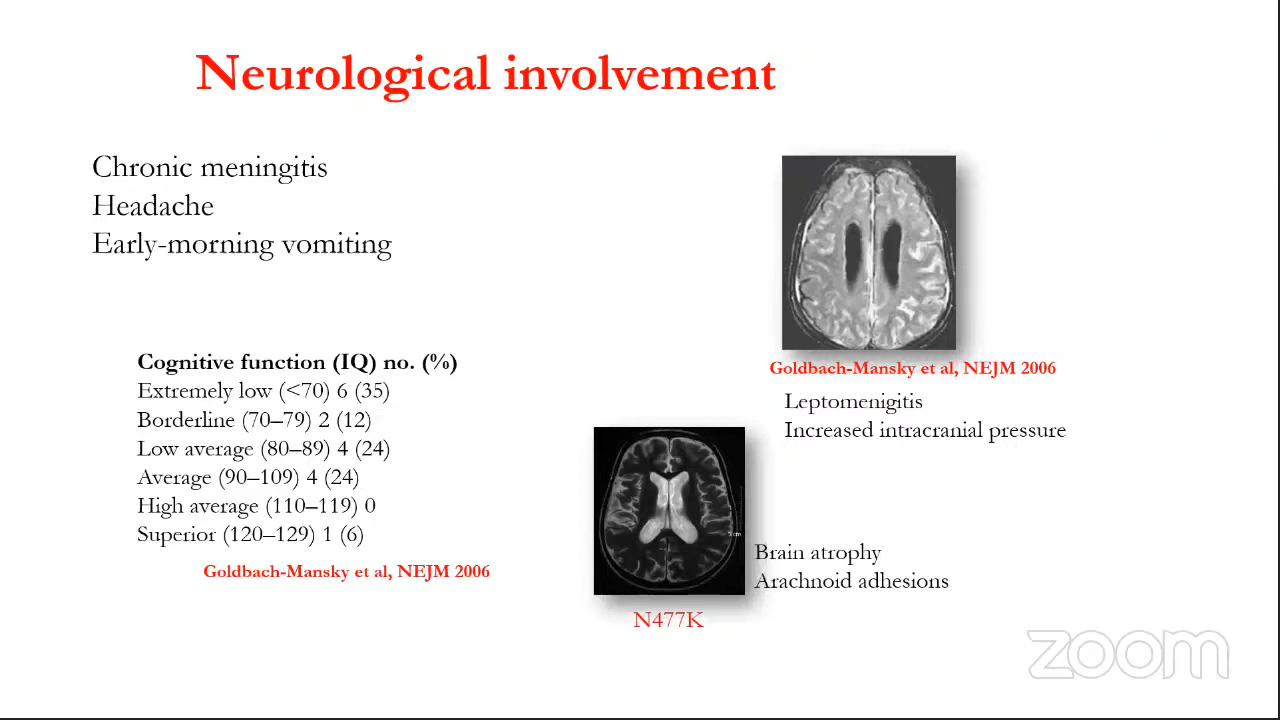 Neurological involvement
Chronic meningitis
Headache
Early-morning vomiting
Cognitive function (IQ) no. (%)
Extremely low (<70) 6 (35)
Borderline (70–79) 2 (12)
Low average (80–89) 4 (24)
Average (90–109) 4 (24)
High average (110–119) 0
Superior (120–129) 1 (6)
Goldbach-Mansky et al, NEJM 2006
Goldbach-Mansky et al, NEJM 2006
Leptomenigitis
Increased intracranial pressure
5 cm
Brain atrophy
Arachnoid adhesions
N477K
zoom